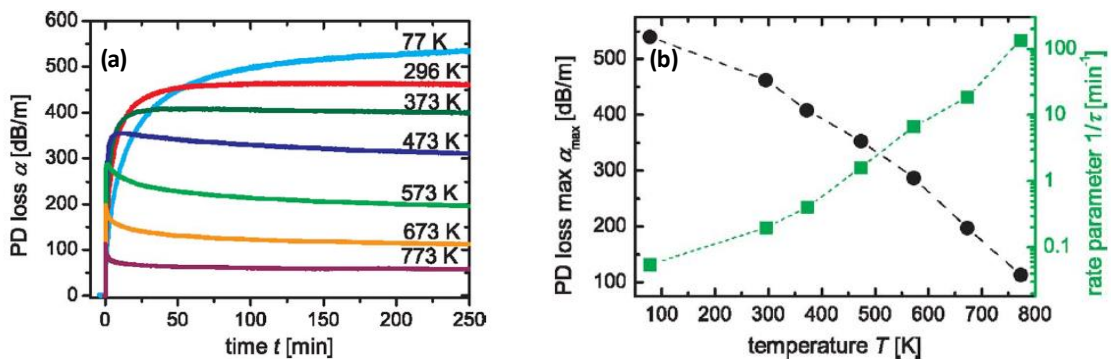 600
500
400
300
200
100
0
PD loss α [dB/m]
(a)
77 K
296 K
373 K
473 K
573 K
673 K
773 K
0 50 100 150 200 250
time t [min]
500
400
300
200
100
PD loss max αmax [dB/m]
(b)
100
10
1
0.1
rate parameter 1/τ [min⁻¹]
100 200 300 400 500 600 700 800
temperature T [K]